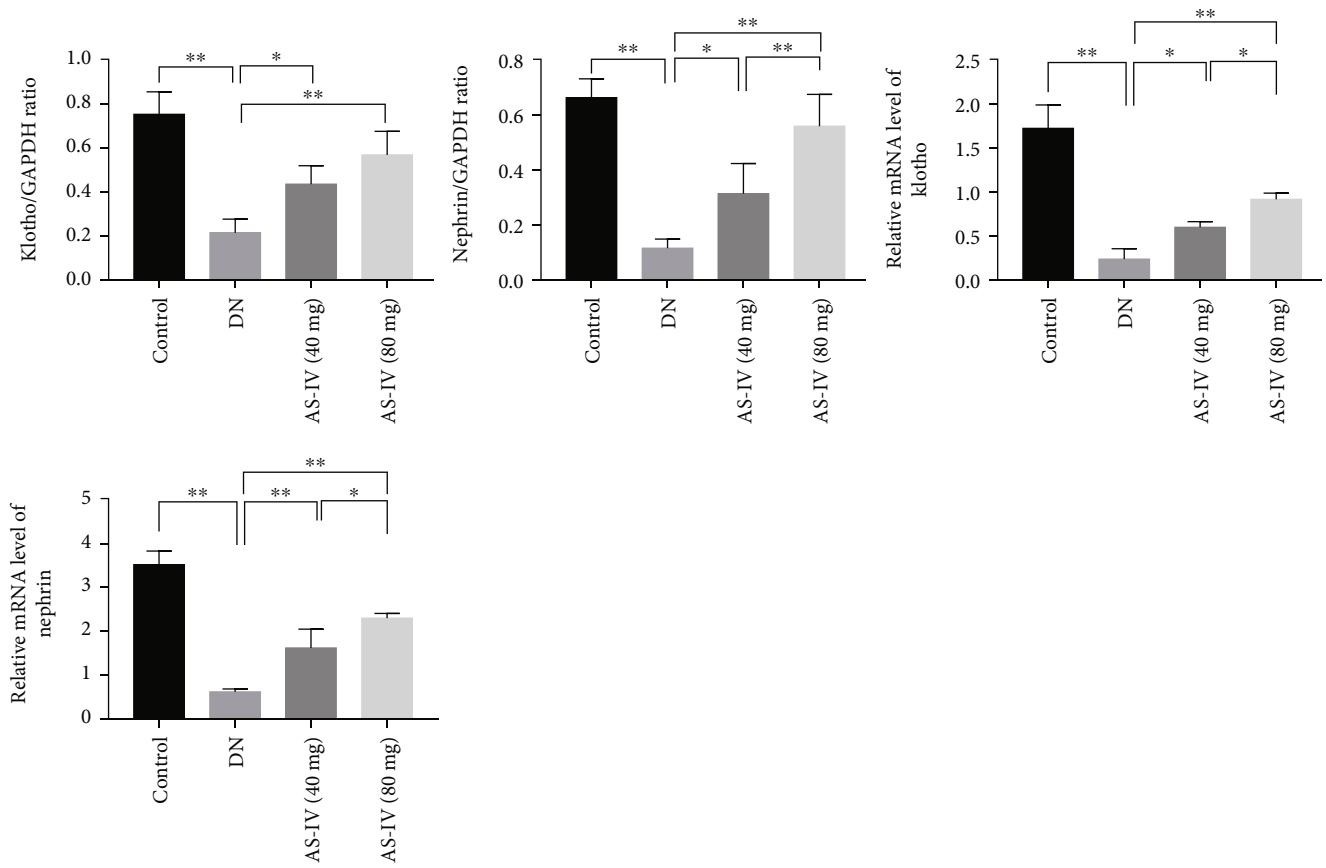 Klotho/GAPDH ratio
1.0
0.8
0.6
0.4
0.2
0.0
**
*
**
Control
DN
AS-IV (40 mg)
AS-IV (80 mg)
Nephrin/GAPDH ratio
0.8
0.6
0.4
0.2
0.0
**
**
*
**
Control
DN
AS-IV (40 mg)
AS-IV (80 mg)
Relative mRNA level of
klotho
2.5
2.0
1.5
1.0
0.5
0.0
**
**
*
*
Control
DN
AS-IV (40 mg)
AS-IV (80 mg)
Relative mRNA level of
nephrin
5
4
3
2
1
0
**
**
**
*
Control
DN
AS-IV (40 mg)
AS-IV (80 mg)